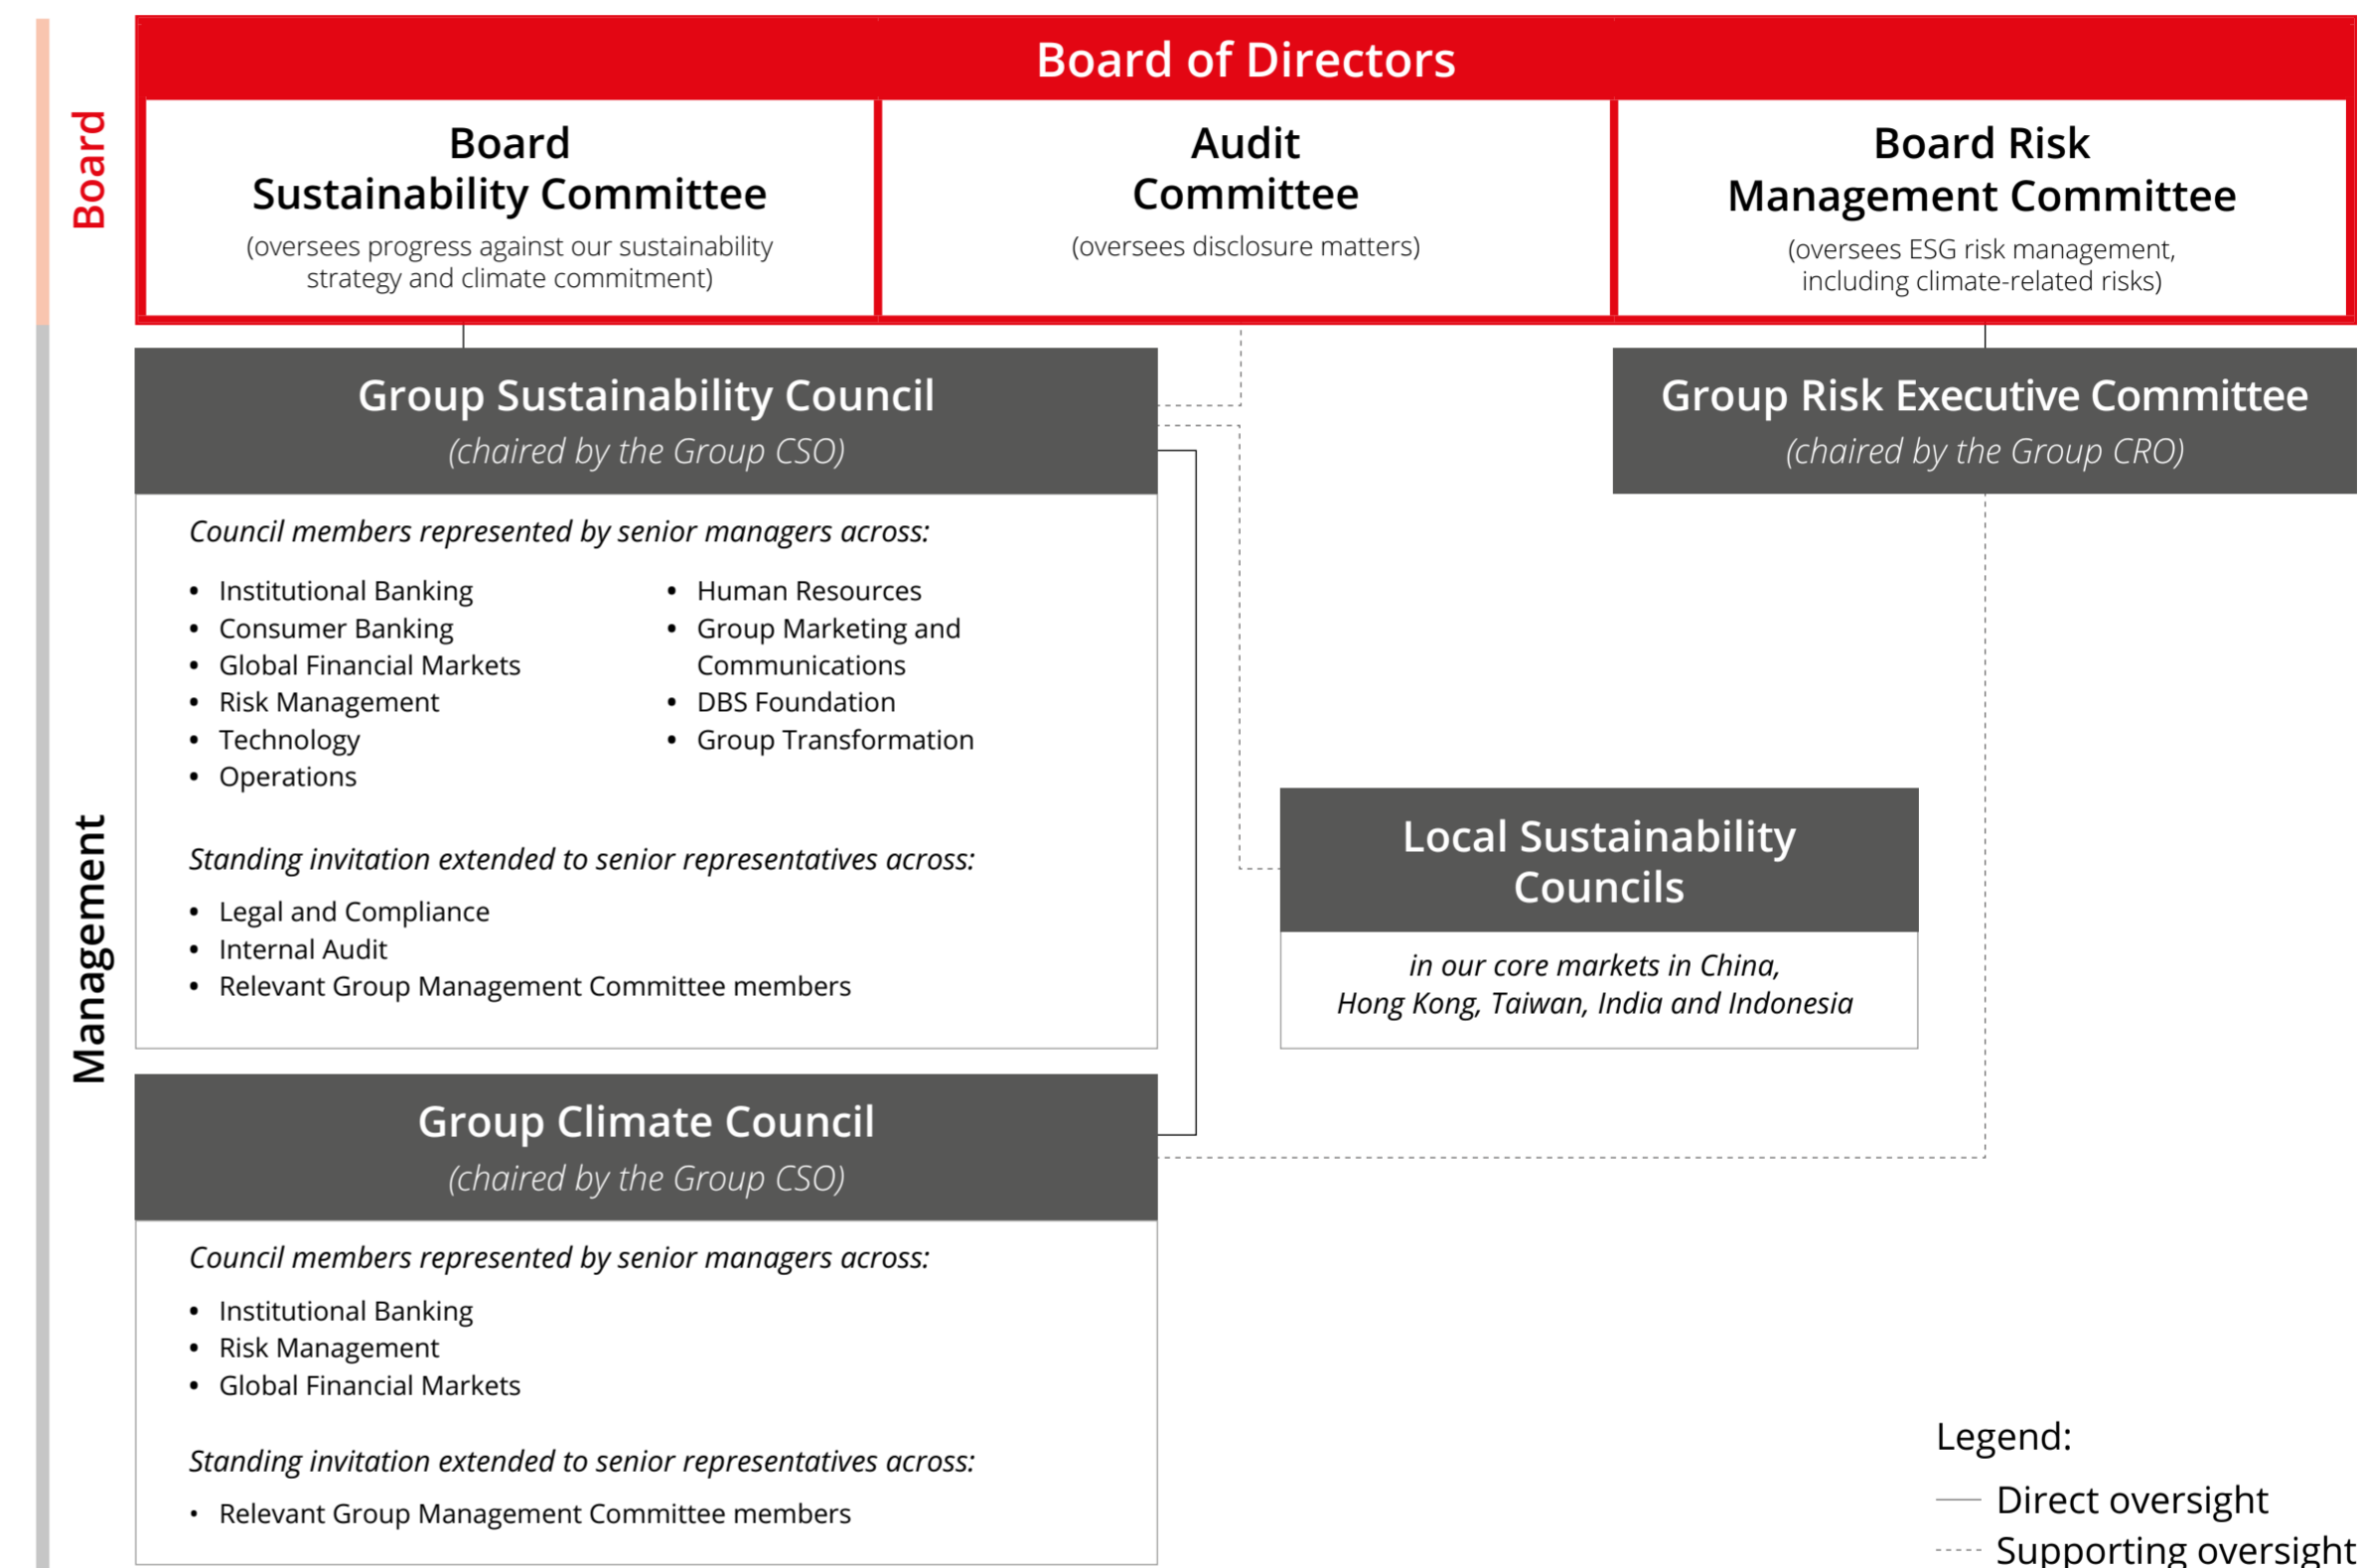 Board of Directors
Board
Board
Sustainability Committee
(oversees progress against our sustainability
strategy and climate commitment)
Audit
Committee
(oversees disclosure matters)
Board Risk
Management Committee
(oversees ESG risk management,
including climate-related risks)
Management
Group Sustainability Council
(chaired by the Group CSO)
Council members represented by senior managers across:
• Institutional Banking
• Consumer Banking
• Global Financial Markets
• Risk Management
• Technology
• Operations
• Human Resources
• Group Marketing and
Communications
• DBS Foundation
• Group Transformation
Standing invitation extended to senior representatives across:
• Legal and Compliance
• Internal Audit
• Relevant Group Management Committee members
Group Risk Executive Committee
(chaired by the Group CRO)
Local Sustainability
Councils
in our core markets in China,
Hong Kong, Taiwan, India and Indonesia
Group Climate Council
(chaired by the Group CSO)
Council members represented by senior managers across:
• Institutional Banking
• Risk Management
• Global Financial Markets
Standing invitation extended to senior representatives across:
• Relevant Group Management Committee members
Legend:
Direct oversight
Supporting oversight